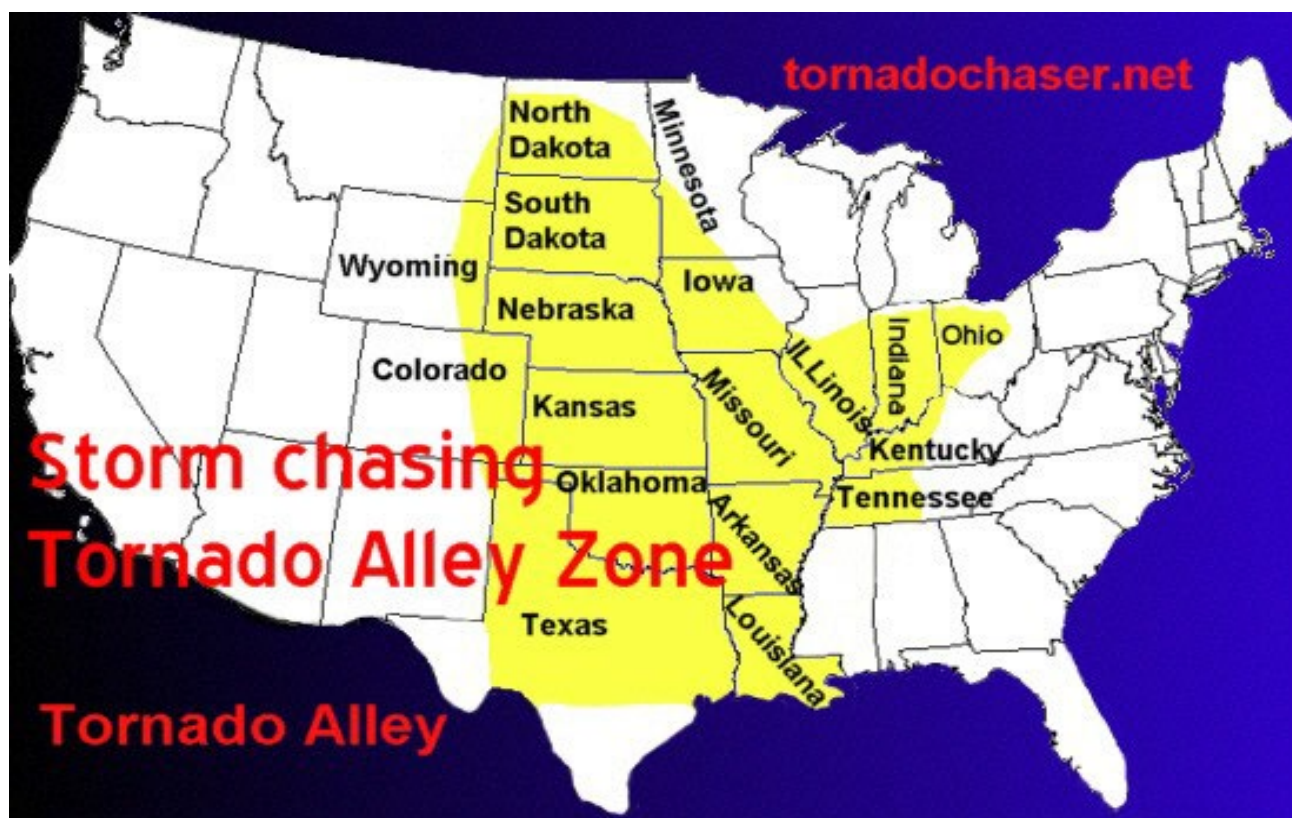 tornadochaser.net
North
Dakota
Minnesota
South
Dakota
Wyoming
Iowa
Nebraska
Colorado
Kansas
Missouri
ILLinois
Indiana
Ohio
Kentucky
Tennessee
Storm chasing
Oklahoma
Arkansas
Tornado Alley Zone
Texas
Louisiana
Tornado Alley